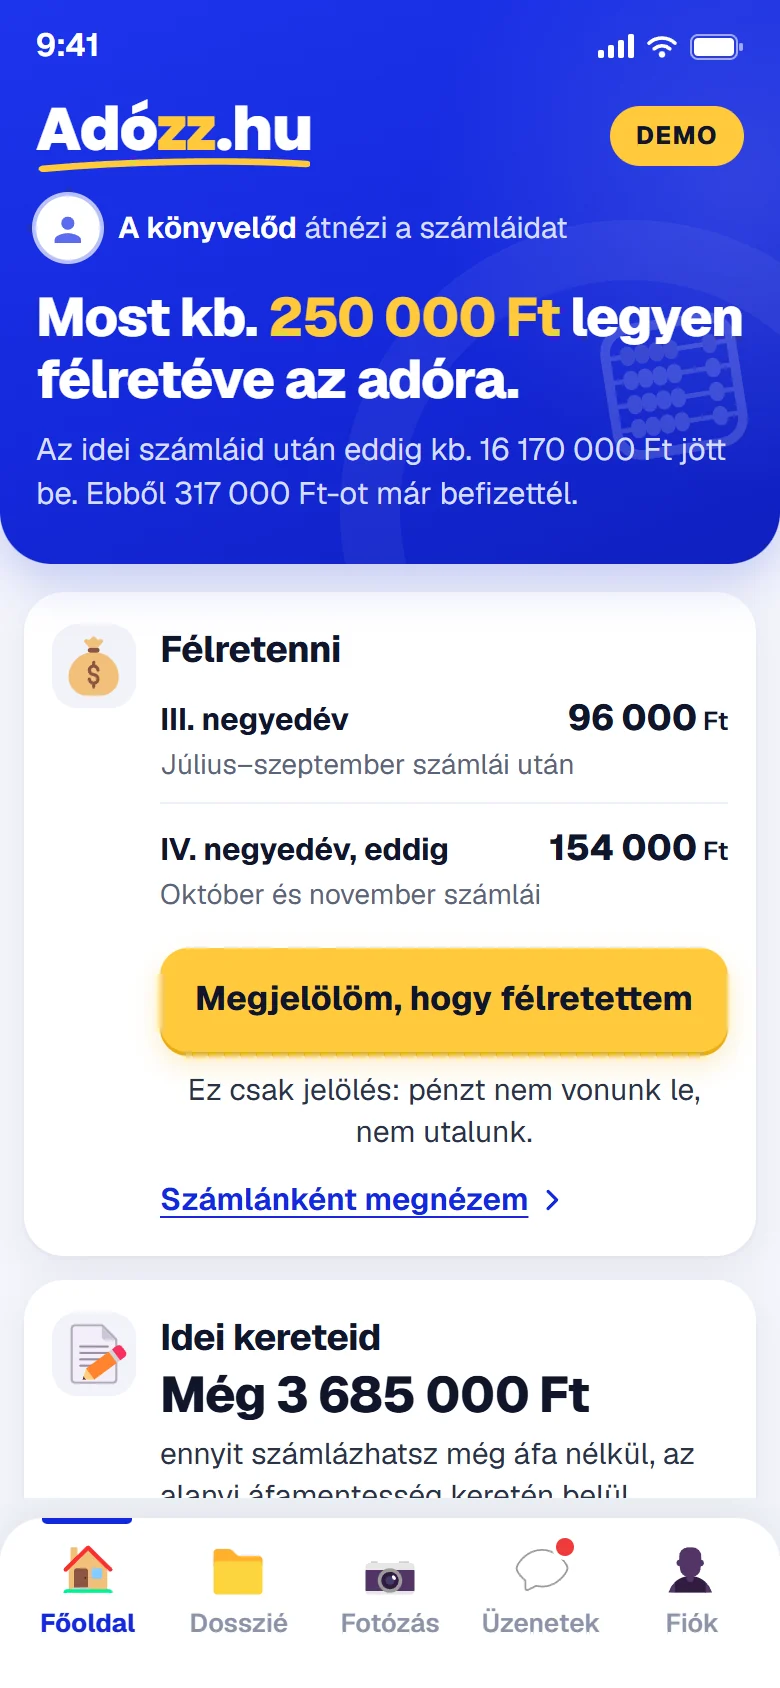 9:41
Adózz.hu
DEMO
A könyvelőd átnézi a számláidat
Most kb. 250 000 Ft legyen
félretéve az adóra.
Az idei számláid után eddig kb. 16 170 000 Ft jött
be. Ebből 317 000 Ft-ot már befizettél.
Félretenni
III. negyedév 96 000 Ft
Július–szeptember számlái után
IV. negyedév, eddig 154 000 Ft
Október és november számlái
Megjelölöm, hogy félretettem
Ez csak jelölés: pénzt nem vonunk le,
nem utalunk.
Számlánként megnézem
Idei kereteid
Még 3 685 000 Ft
ennyit számlázhatsz még áfa nélkül, az
alanyi áfamentesség keretén belül
Főoldal Dosszié Fotózás Üzenetek Fiók